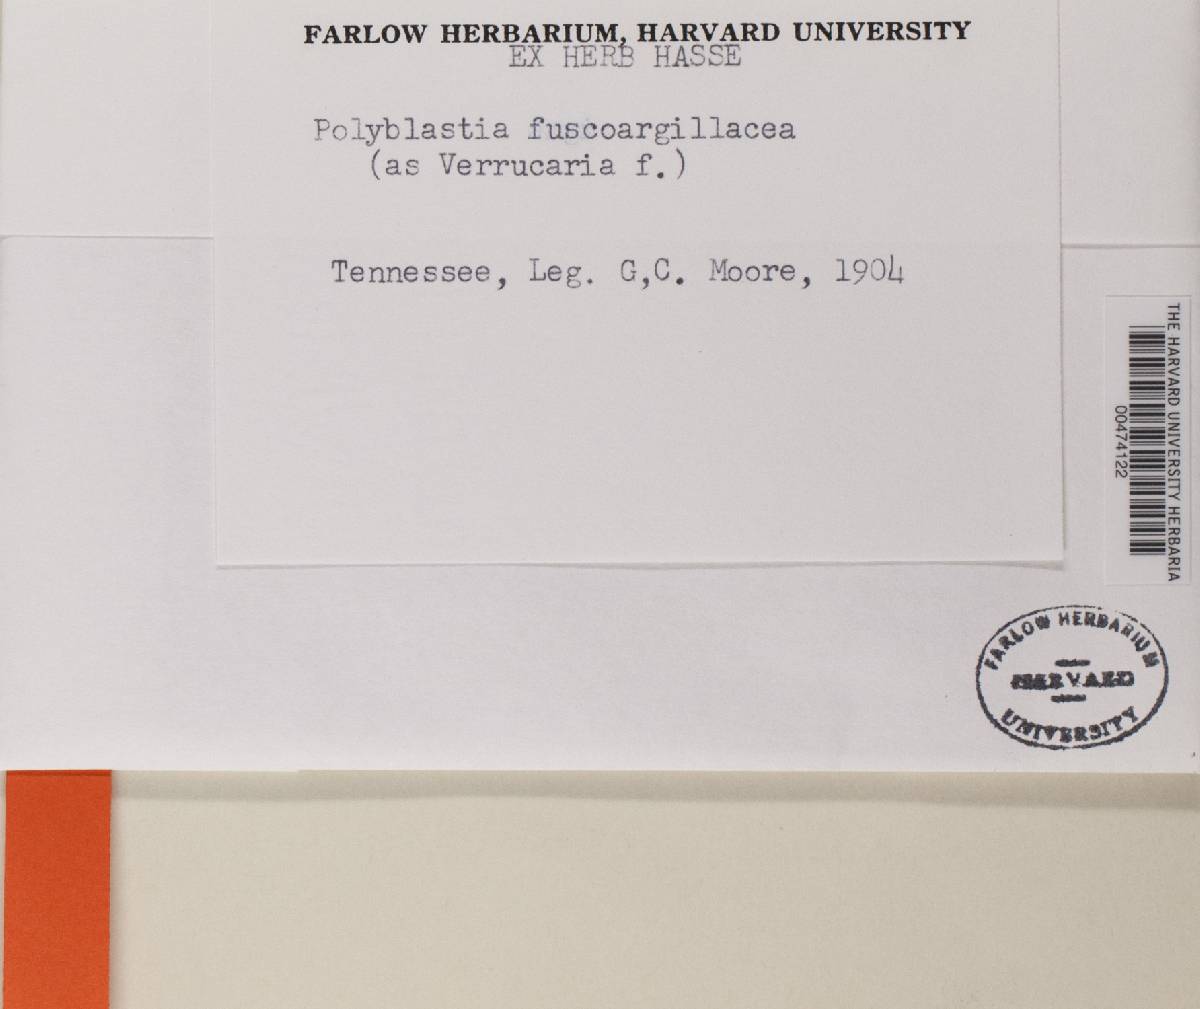 FARLOW HERBARIUM, HARVARD UNIVERSITY
EX HERB HASSE
Polyblastia fuscoargillacea
(as Verrucaria f.)
Tennessee, Leg. G,C. Moore, 1904
THE HARVARD UNIVERSITY HERBARIA
00474122
FARLOW HERBARIUM
HARVARD
UNIVERSITY